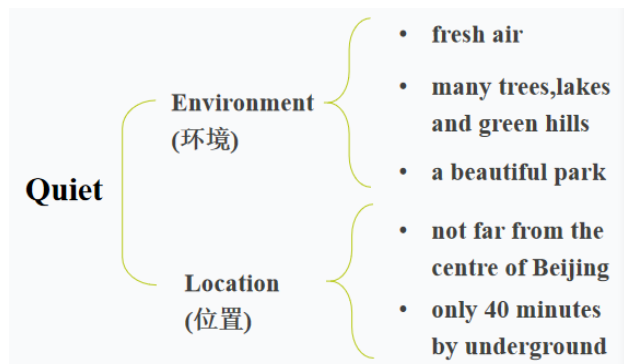 Quiet
Environment
(环境)
• fresh air
• many trees,lakes
and green hills
• a beautiful park
Location
(位置)
• not far from the
centre of Beijing
• only 40 minutes
by underground